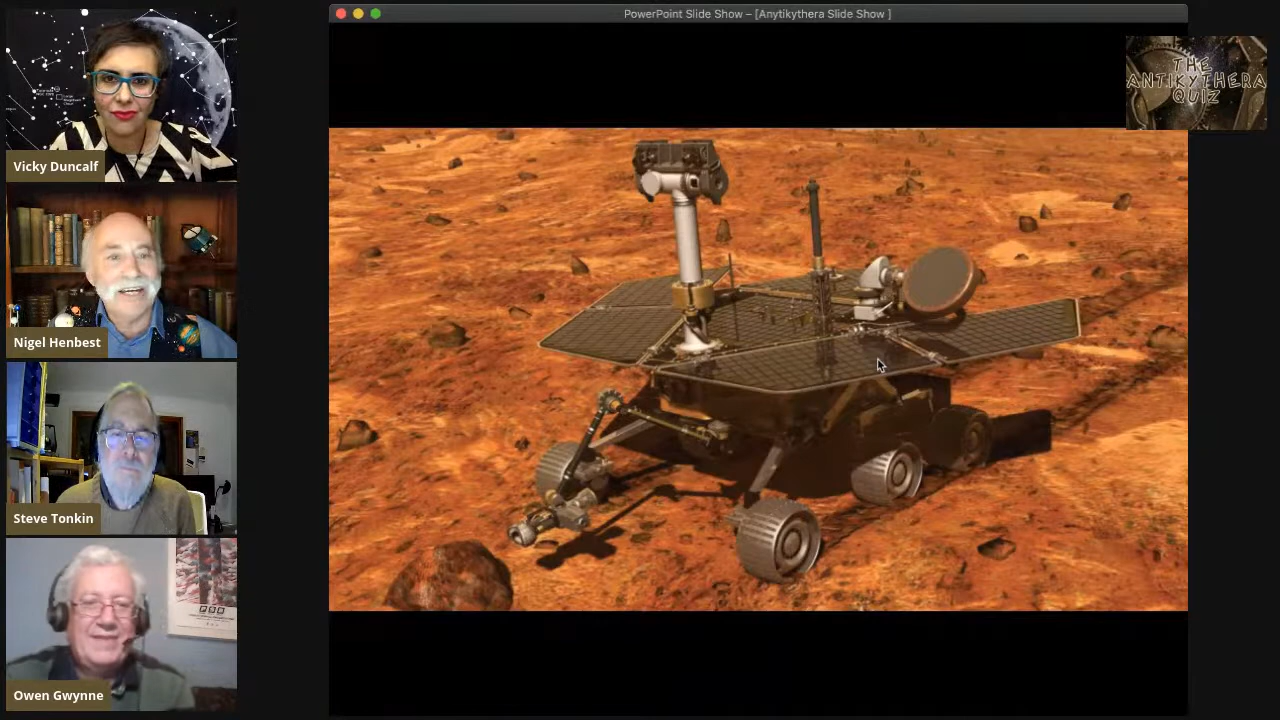 PowerPoint Slide Show – [Anytikythera Slide Show ]
THE
ANTIKYTHERA
QUIZ
Vicky Duncalf
Nigel Henbest
Steve Tonkin
Owen Gwynne